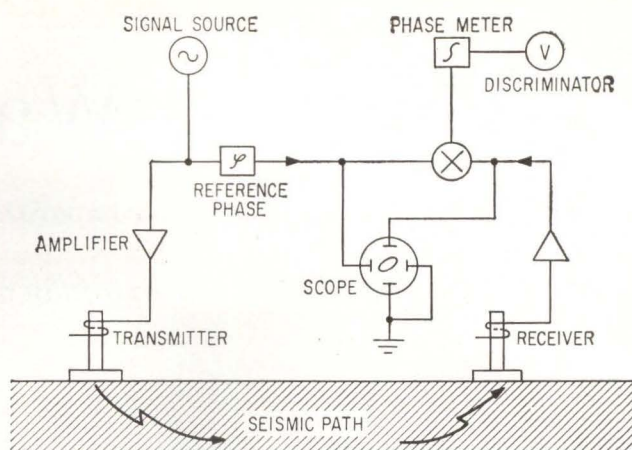 SIGNAL SOURCE
PHASE METER
∫
V
DISCRIMINATOR
φ
REFERENCE
PHASE
AMPLIFIER
SCOPE
TRANSMITTER
RECEIVER
SEISMIC PATH